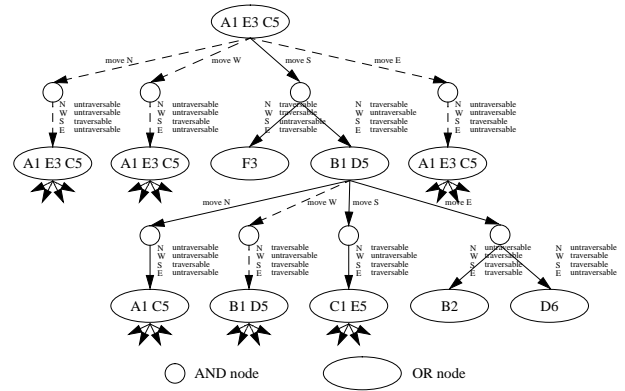 A1 E3 C5
move N
move W
move S
move E
N untraversable
W untraversable
S traversable
E untraversable
N untraversable
W untraversable
S traversable
E untraversable
N traversable
W traversable
S untraversable
E traversable
N traversable
W untraversable
S traversable
E traversable
N untraversable
W untraversable
S traversable
E untraversable
A1 E3 C5
A1 E3 C5
F3
B1 D5
A1 E3 C5
move N
move W
move S
move E
N untraversable
W untraversable
S traversable
E untraversable
N traversable
W untraversable
S traversable
E traversable
N traversable
W untraversable
S traversable
E untraversable
N untraversable
W traversable
S traversable
E traversable
N untraversable
W traversable
S traversable
E untraversable
A1 C5
B1 D5
C1 E5
B2
D6
AND node
OR node